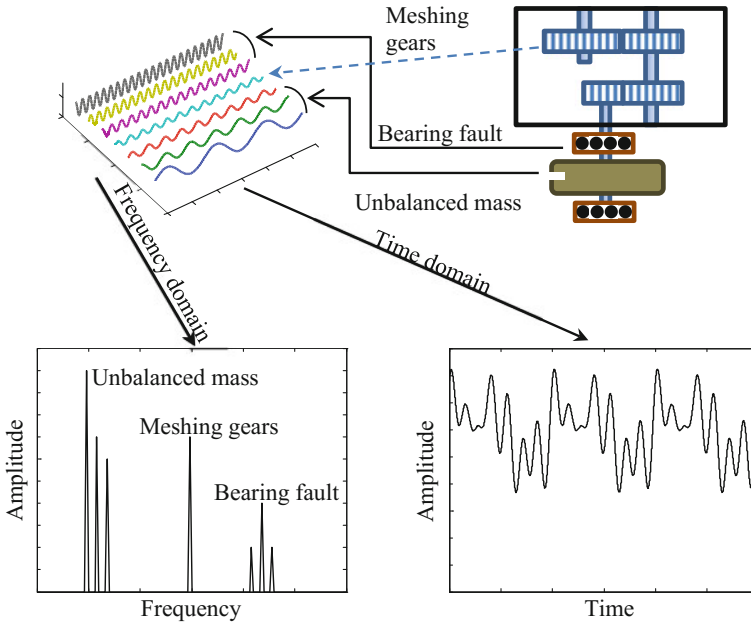 Meshing
gears
Bearing fault
Unbalanced mass
Frequency domain
Time domain
Unbalanced mass
Meshing gears
Bearing fault
Amplitude
Frequency
Amplitude
Time